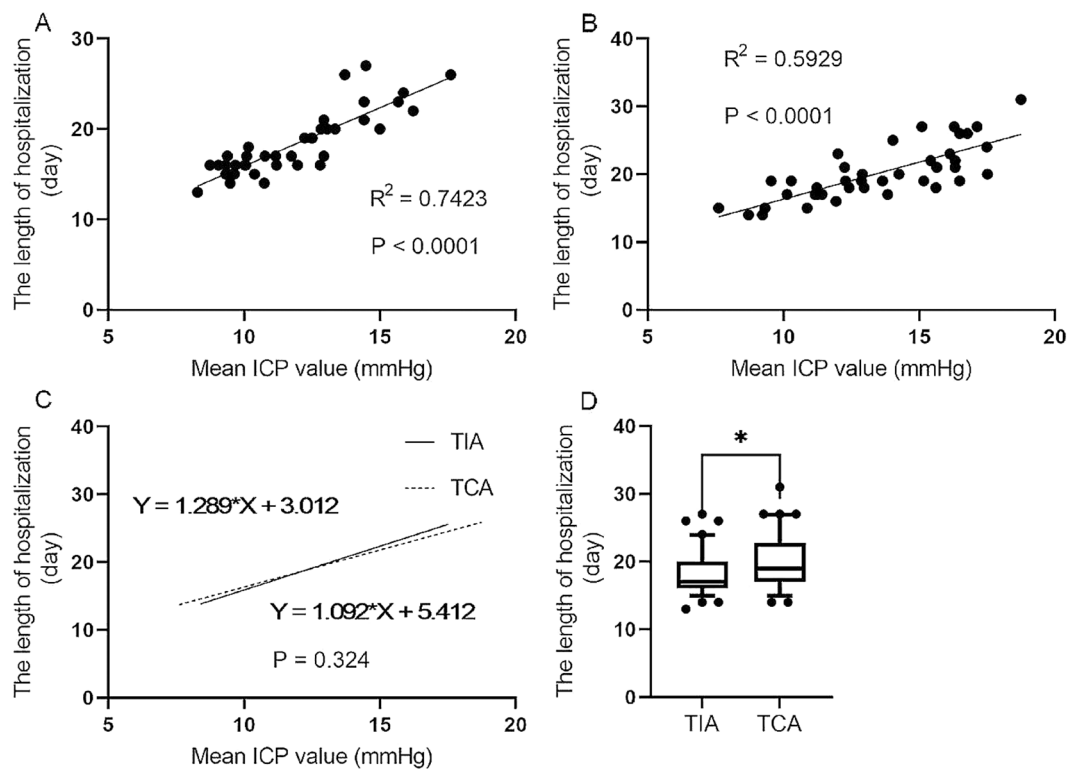 A
The length of hospitalization
(day)
30
20
10
0
R² = 0.7423
P < 0.0001
5
10
15
20
Mean ICP value (mmHg)
B
The length of hospitalization
(day)
40
30
20
10
0
R² = 0.5929
P < 0.0001
5
10
15
20
Mean ICP value (mmHg)
C
The length of hospitalization
(day)
40
30
20
10
0
TIA
TCA
Y = 1.289*X + 3.012
Y = 1.092*X + 5.412
P = 0.324
5
10
15
20
Mean ICP value (mmHg)
D
The length of hospitalization
(day)
40
30
20
10
0
*
TIA
TCA